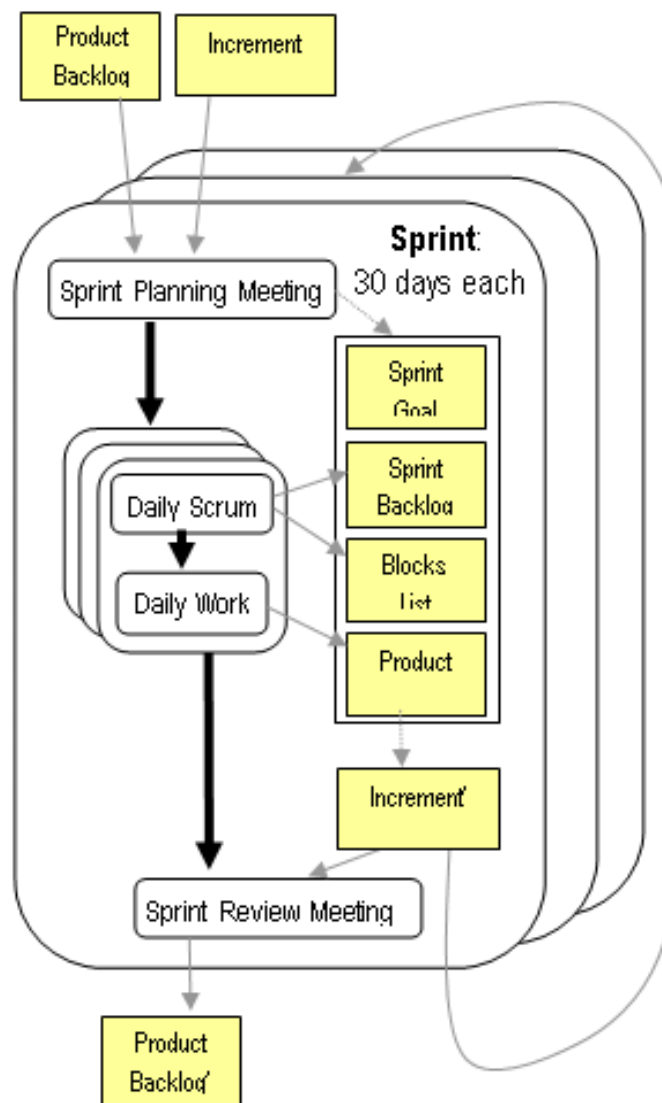 Product
Backlog
Increment
Sprint:
30 days each
Sprint Planning Meeting
Sprint
Goal
Sprint
Backlog
Daily Scrum
Blocks
List
Daily Work
Product
Increment'
Sprint Review Meeting
Product
Backlog'